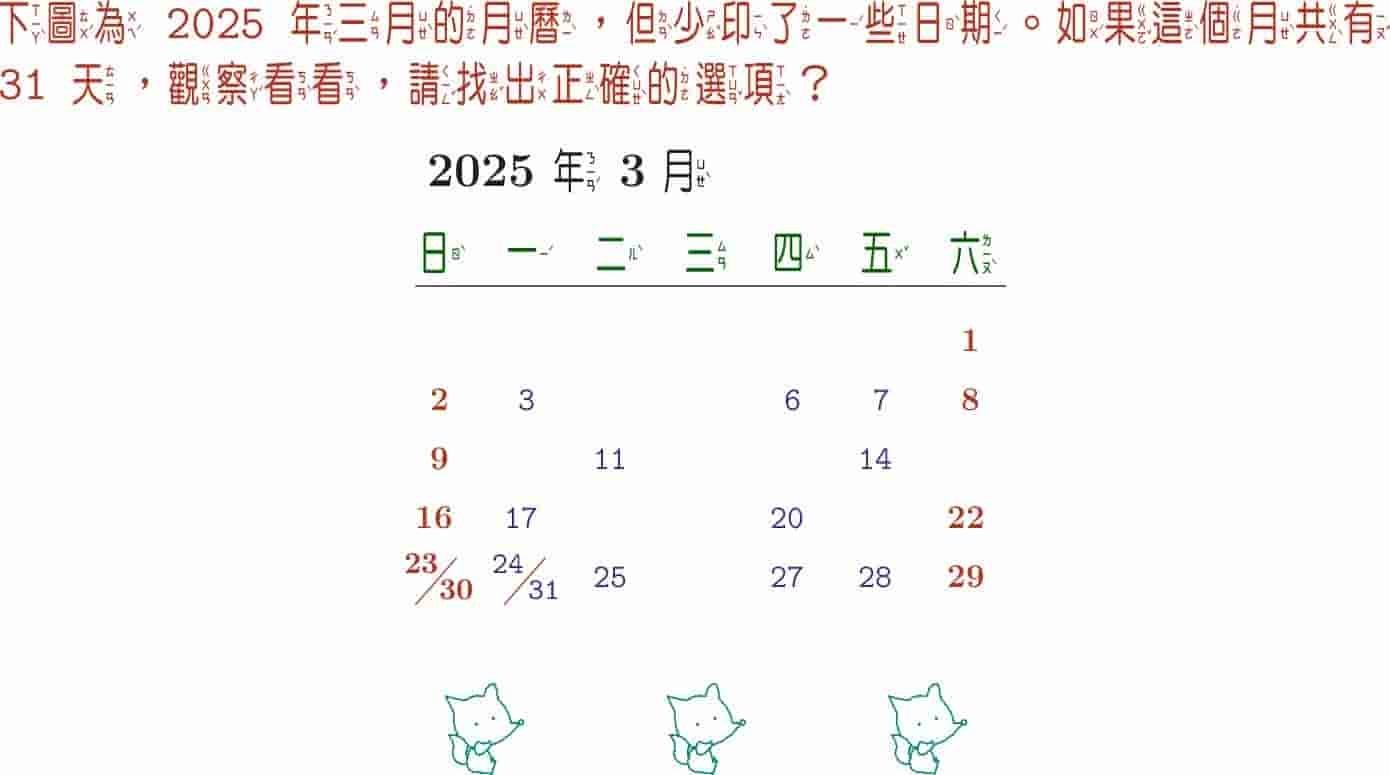 下圖為 2025 年三月的月曆，但少印了一些日期。如果這個月共有
31 天，觀察看看，請找出正確的選項？
2025 年 3 月
日 一 二 三 四 五 六
1
2 3 6 7 8
9 11 14
16 17 20 22
23/30 24/31 25 27 28 29